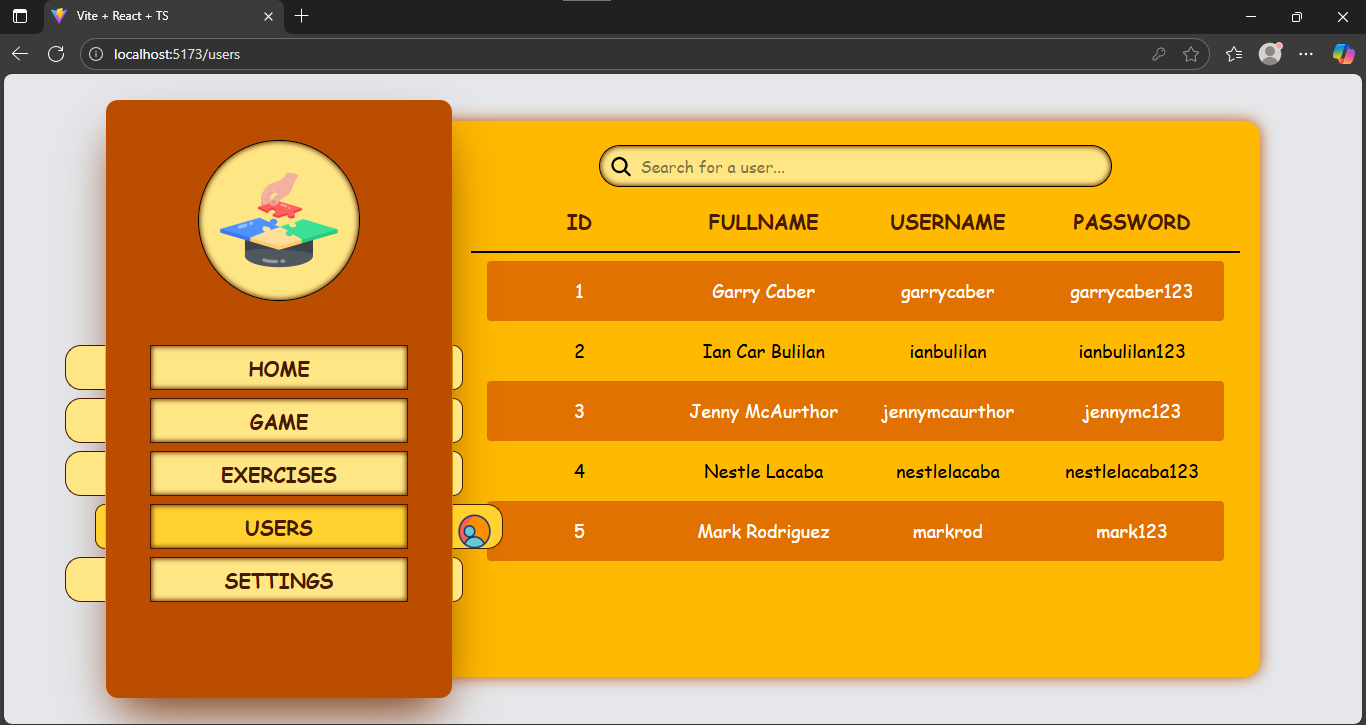 Vite + React + TS
localhost:5173/users
HOME
GAME
EXERCISES
USERS
SETTINGS
Search for a user...
ID FULLNAME USERNAME PASSWORD
1 Garry Caber garrycaber garrycaber123
2 Ian Car Bulilan ianbulilan ianbulilan123
3 Jenny McAurthor jennymcaurthor jennymc123
4 Nestle Lacaba nestlelacaba nestlelacaba123
5 Mark Rodriguez markrod mark123